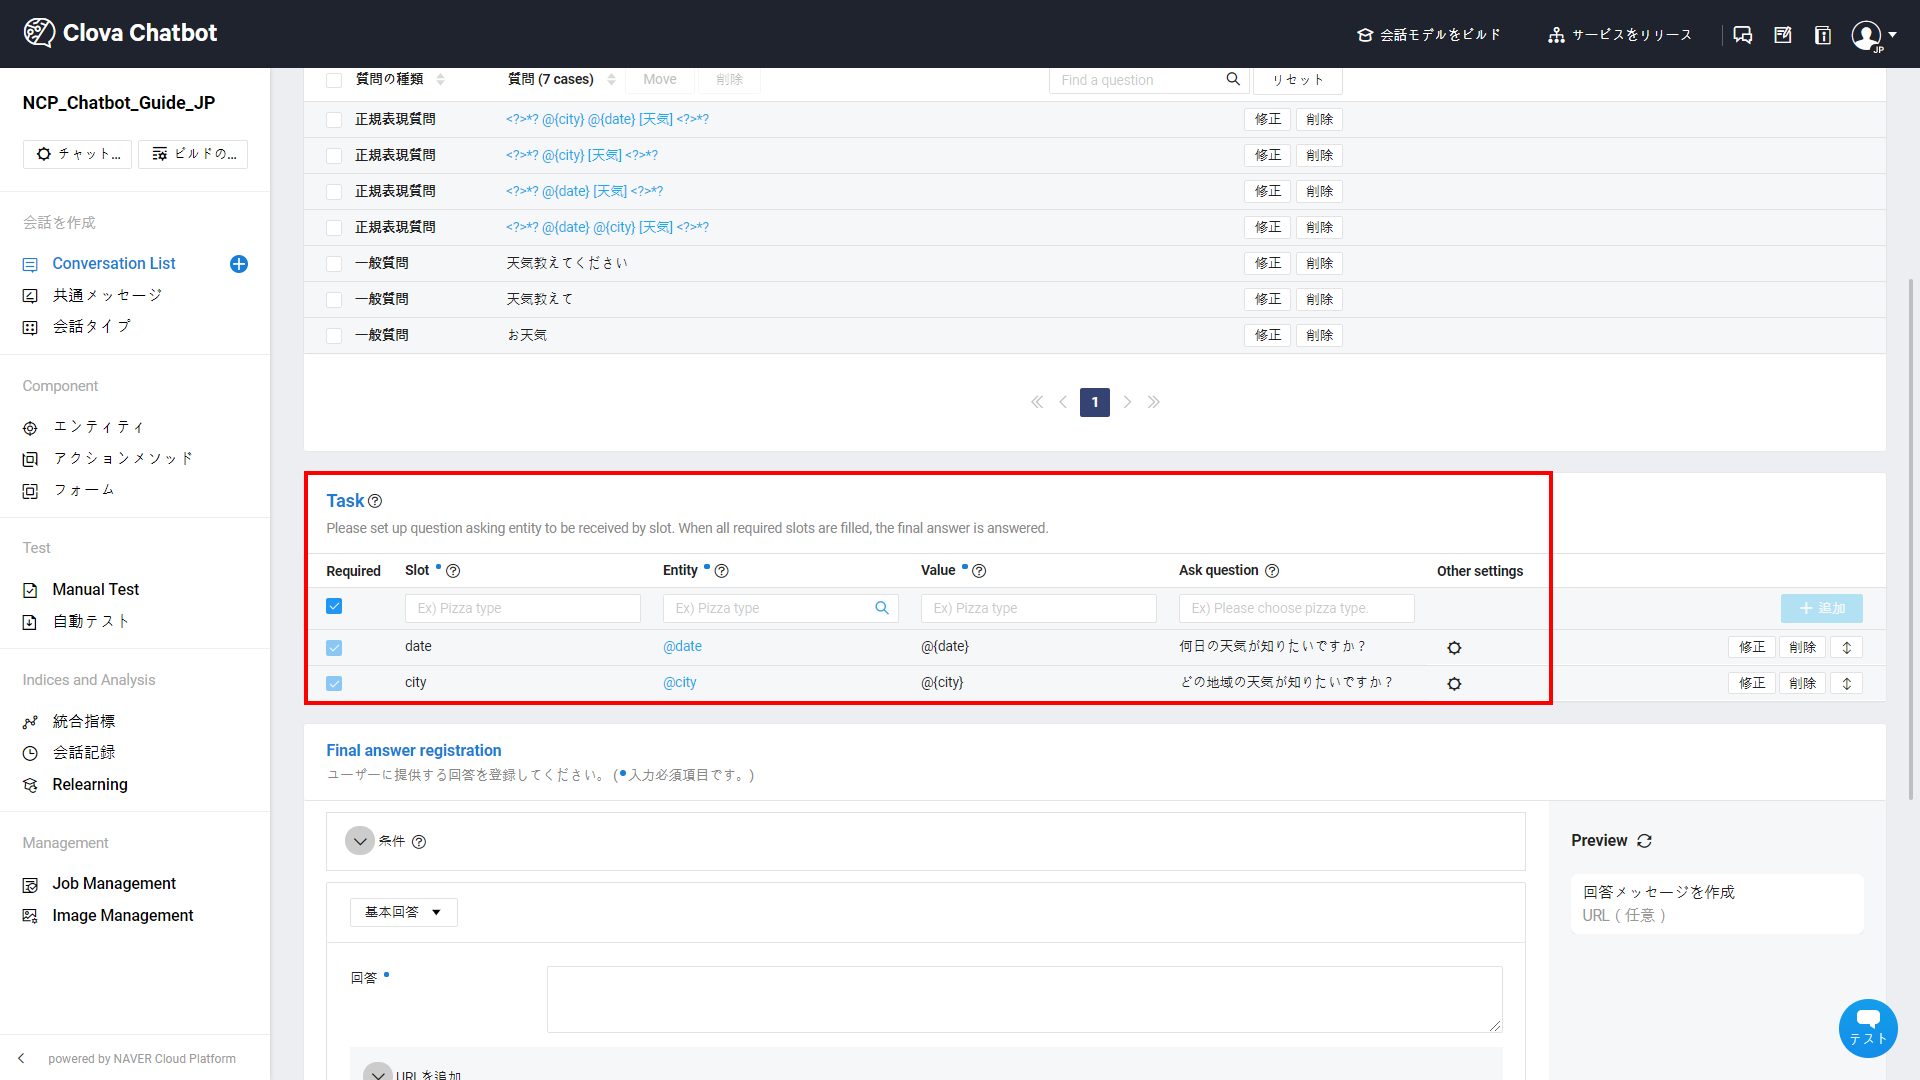 Clova Chatbot
会話モデルをビルド
サービスをリリース
JP
NCP_Chatbot_Guide_JP
チャット...
ビルドの...
会話を作成
Conversation List
共通メッセージ
会話タイプ
Component
エンティティ
アクションメソッド
フォーム
Test
Manual Test
自動テスト
Indices and Analysis
統合指標
会話記録
Relearning
Management
Job Management
Image Management
powered by NAVER Cloud Platform
質問の種類 質問 (7 cases) Move 削除 Find a question リセット
正規表現質問 <?>*? @{city} @{date} [天気] <?>*? 修正 削除
正規表現質問 <?>*? @{city} [天気] <?>*? 修正 削除
正規表現質問 <?>*? @{date} [天気] <?>*? 修正 削除
正規表現質問 <?>*? @{date} @{city} [天気] <?>*? 修正 削除
一般質問 天気教えてください 修正 削除
一般質問 天気教えて 修正 削除
一般質問 お天気 修正 削除
1
Task
Please set up question asking entity to be received by slot. When all required slots are filled, the final answer is answered.
Required Slot Entity Value Ask question Other settings
Ex) Pizza type Ex) Pizza type Ex) Pizza type Ex) Please choose pizza type. + 追加
date @date @{date} 何日の天気が知りたいですか？ 修正 削除
city @city @{city} どの地域の天気が知りたいですか？ 修正 削除
Final answer registration
ユーザーに提供する回答を登録してください。(•入力必須項目です。)
条件
基本回答
回答
URLを追加
Preview
回答メッセージを作成
URL ( 任意 )
テスト